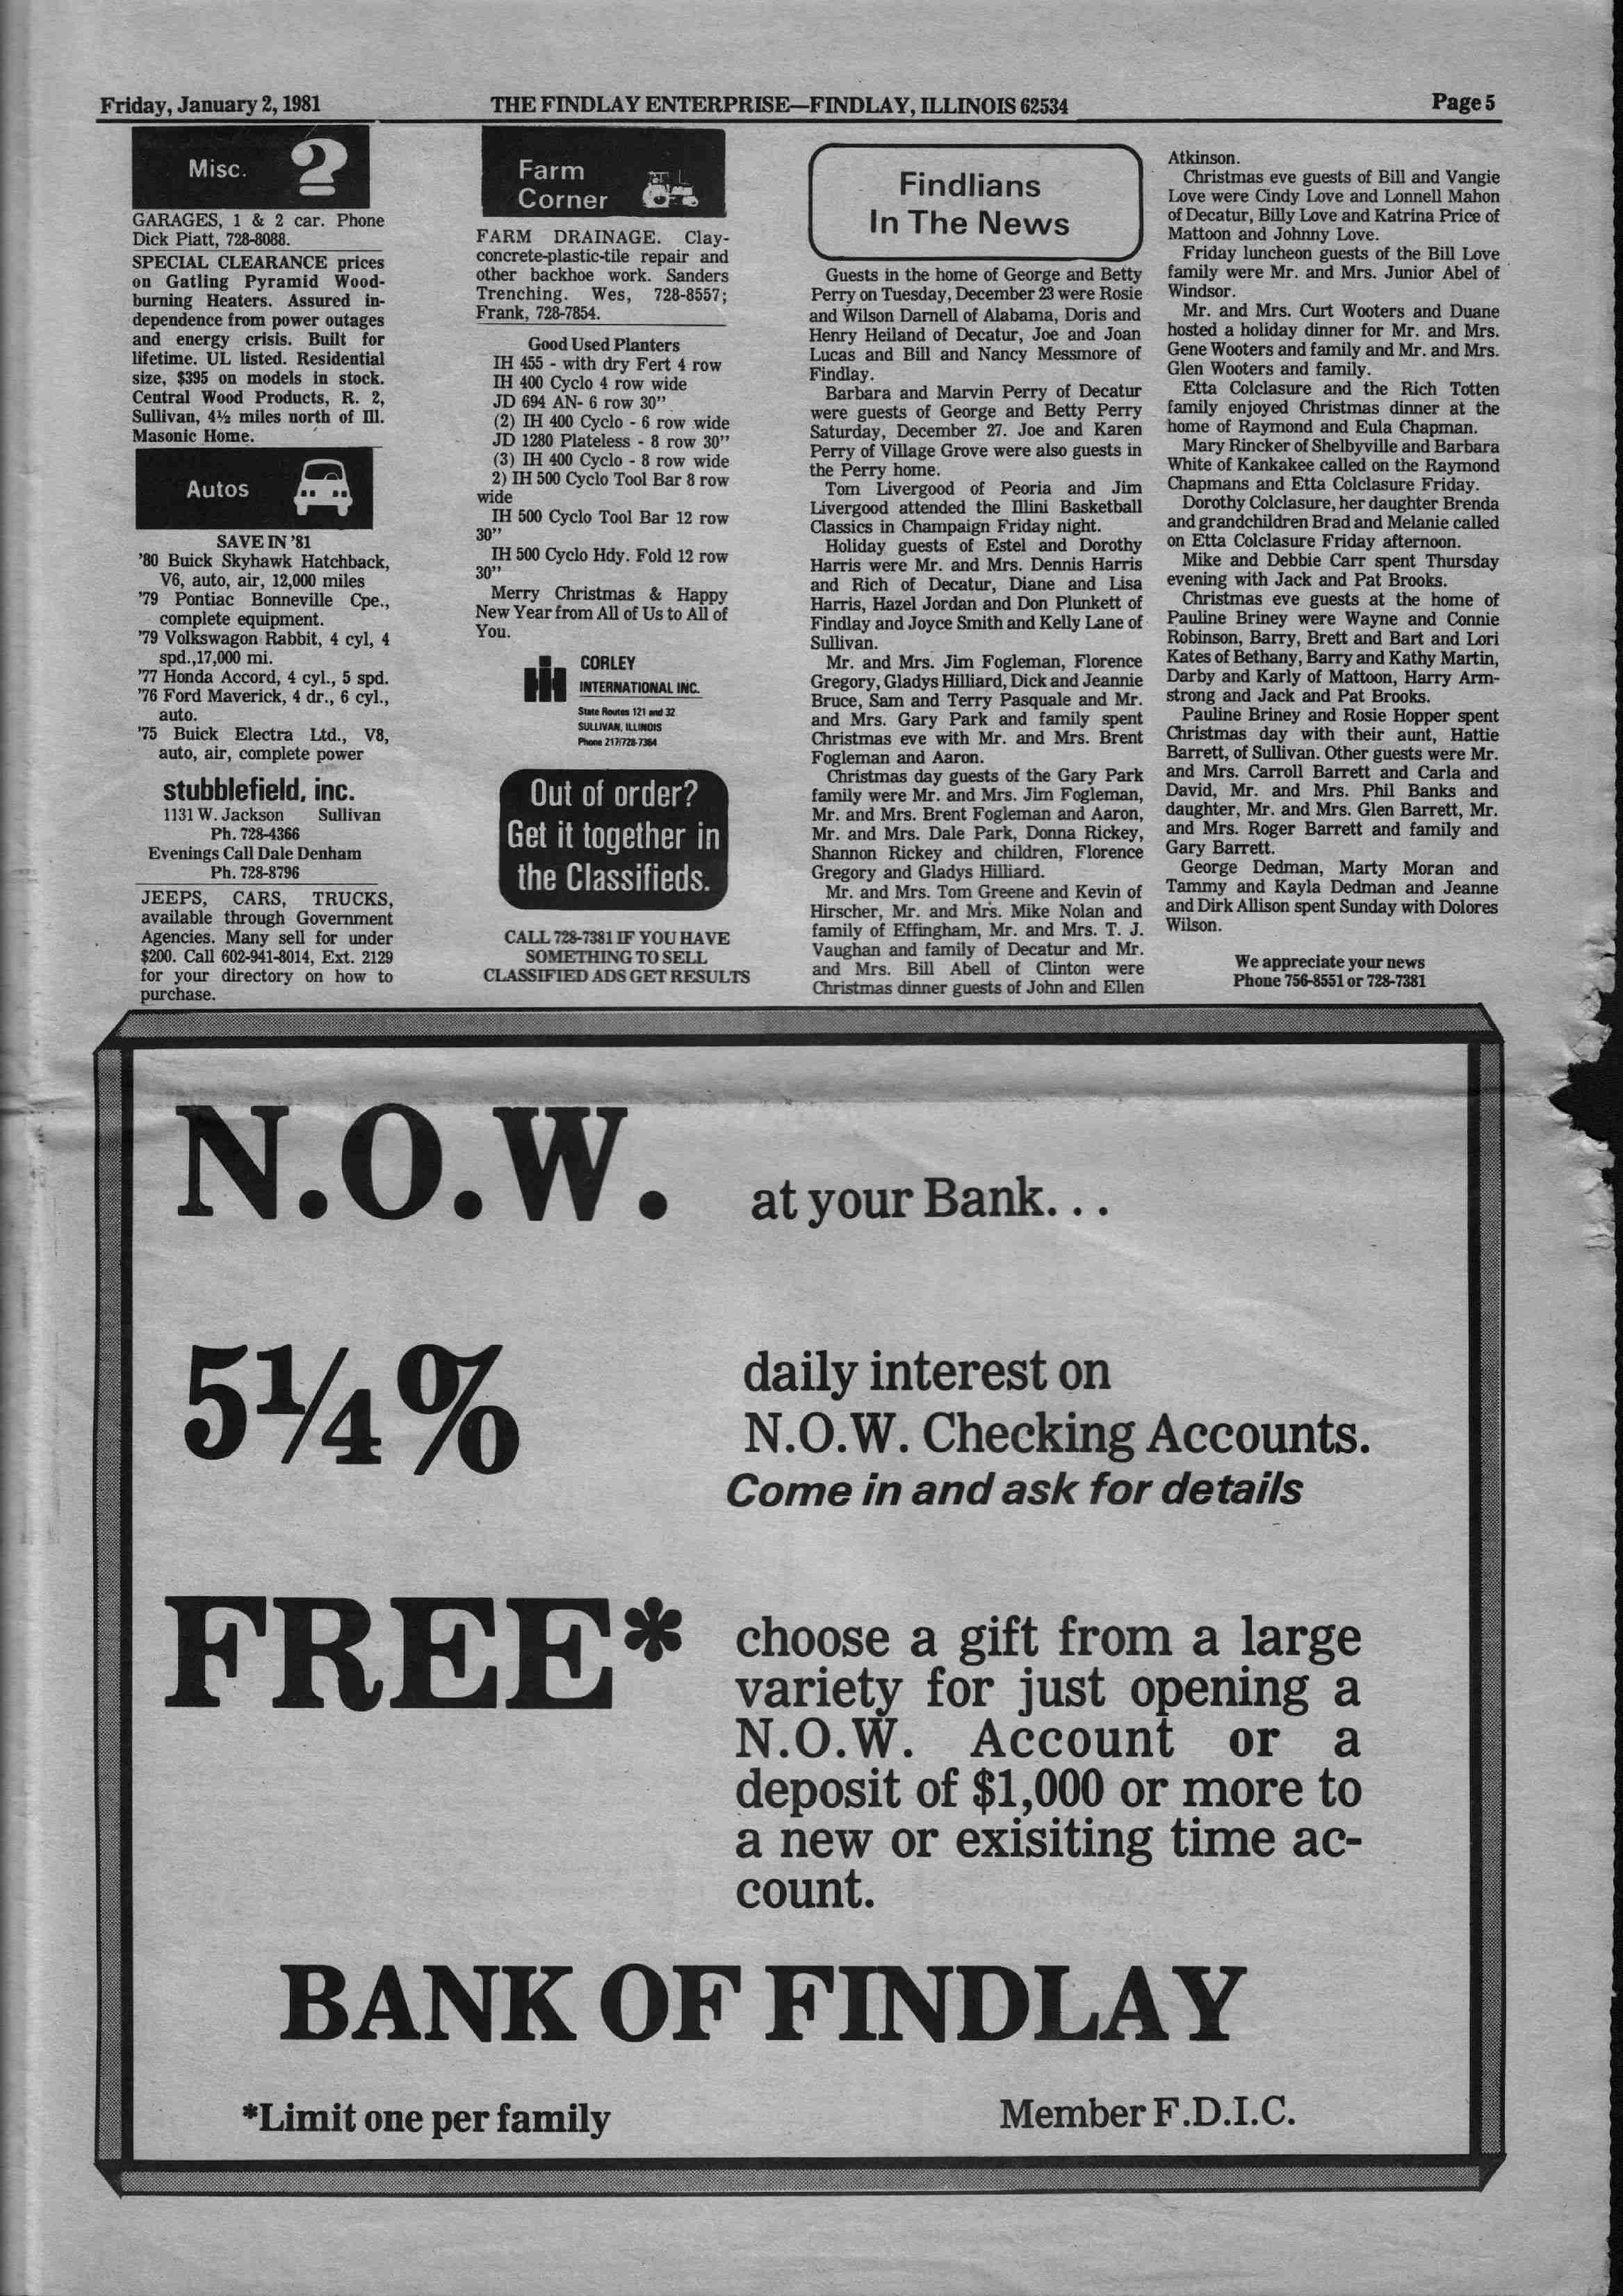 Friday, January 2, 1981
THE FINDLAY ENTERPRISE—FINDLAY, ILLINOIS 62534
Page 5
Misc. ?
GARAGES, 1 & 2 car. Phone
Dick Piatt, 728-8088.
SPECIAL CLEARANCE prices
on Gatling Pyramid Wood-
burning Heaters. Assured in-
dependence from power outages
and energy crisis. Built for
lifetime. UL listed. Residential
size, $395 on models in stock.
Central Wood Products, R. 2,
Sullivan, 4½ miles north of Ill.
Masonic Home.
Autos
SAVE IN '81
'80 Buick Skyhawk Hatchback,
V6, auto, air, 12,000 miles
'79 Pontiac Bonneville Cpe.,
complete equipment.
'79 Volkswagon Rabbit, 4 cyl, 4
spd.,17,000 mi.
'77 Honda Accord, 4 cyl., 5 spd.
'76 Ford Maverick, 4 dr., 6 cyl.,
auto.
'75 Buick Electra Ltd., V8,
auto, air, complete power
stubblefield, inc.
1131 W. Jackson Sullivan
Ph. 728-4366
Evenings Call Dale Denham
Ph. 728-8796
JEEPS, CARS, TRUCKS,
available through Government
Agencies. Many sell for under
$200. Call 602-941-8014, Ext. 2129
for your directory on how to
purchase.
Farm
Corner
FARM DRAINAGE. Clay-
concrete-plastic-tile repair and
other backhoe work. Sanders
Trenching. Wes, 728-8557;
Frank, 728-7854.
Good Used Planters
IH 455 - with dry Fert 4 row
IH 400 Cyclo 4 row wide
JD 694 AN- 6 row 30"
(2) IH 400 Cyclo - 6 row wide
JD 1280 Plateless - 8 row 30"
(3) IH 400 Cyclo - 8 row wide
2) IH 500 Cyclo Tool Bar 8 row
wide
IH 500 Cyclo Tool Bar 12 row
30"
IH 500 Cyclo Hdy. Fold 12 row
30"
Merry Christmas & Happy
New Year from All of Us to All of
You.
CORLEY
INTERNATIONAL INC.
State Routes 121 and 32
SULLIVAN, ILLINOIS
Phone 217/728-7364
Out of order?
Get it together in
the Classifieds.
CALL 728-7381 IF YOU HAVE
SOMETHING TO SELL
CLASSIFIED ADS GET RESULTS
Findlians
In The News
Guests in the home of George and Betty
Perry on Tuesday, December 23 were Rosie
and Wilson Darnell of Alabama, Doris and
Henry Heiland of Decatur, Joe and Joan
Lucas and Bill and Nancy Messmore of
Findlay.
Barbara and Marvin Perry of Decatur
were guests of George and Betty Perry
Saturday, December 27. Joe and Karen
Perry of Village Grove were also guests in
the Perry home.
Tom Livergood of Peoria and Jim
Livergood attended the Illini Basketball
Classics in Champaign Friday night.
Holiday guests of Estel and Dorothy
Harris were Mr. and Mrs. Dennis Harris
and Rich of Decatur, Diane and Lisa
Harris, Hazel Jordan and Don Plunkett of
Findlay and Joyce Smith and Kelly Lane of
Sullivan.
Mr. and Mrs. Jim Fogleman, Florence
Gregory, Gladys Hilliard, Dick and Jeannie
Bruce, Sam and Terry Pasquale and Mr.
and Mrs. Gary Park and family spent
Christmas eve with Mr. and Mrs. Brent
Fogleman and Aaron.
Christmas day guests of the Gary Park
family were Mr. and Mrs. Jim Fogleman,
Mr. and Mrs. Brent Fogleman and Aaron,
Mr. and Mrs. Dale Park, Donna Rickey,
Shannon Rickey and children, Florence
Gregory and Gladys Hilliard.
Mr. and Mrs. Tom Greene and Kevin of
Hirscher, Mr. and Mrs. Mike Nolan and
family of Effingham, Mr. and Mrs. T. J.
Vaughan and family of Decatur and Mr.
and Mrs. Bill Abell of Clinton were
Christmas dinner guests of John and Ellen
Atkinson.
Christmas eve guests of Bill and Vangie
Love were Cindy Love and Lonnell Mahon
of Decatur, Billy Love and Katrina Price of
Mattoon and Johnny Love.
Friday luncheon guests of the Bill Love
family were Mr. and Mrs. Junior Abel of
Windsor.
Mr. and Mrs. Curt Wooters and Duane
hosted a holiday dinner for Mr. and Mrs.
Gene Wooters and family and Mr. and Mrs.
Glen Wooters and family.
Etta Colclasure and the Rich Totten
family enjoyed Christmas dinner at the
home of Raymond and Eula Chapman.
Mary Rincker of Shelbyville and Barbara
White of Kankakee called on the Raymond
Chapmans and Etta Colclasure Friday.
Dorothy Colclasure, her daughter Brenda
and grandchildren Brad and Melanie called
on Etta Colclasure Friday afternoon.
Mike and Debbie Carr spent Thursday
evening with Jack and Pat Brooks.
Christmas eve guests at the home of
Pauline Briney were Wayne and Connie
Robinson, Barry, Brett and Bart and Lori
Kates of Bethany, Barry and Kathy Martin,
Darby and Karly of Mattoon, Harry Arm-
strong and Jack and Pat Brooks.
Pauline Briney and Rosie Hopper spent
Christmas day with their aunt, Hattie
Barrett, of Sullivan. Other guests were Mr.
and Mrs. Carroll Barrett and Carla and
David, Mr. and Mrs. Phil Banks and
daughter, Mr. and Mrs. Glen Barrett, Mr.
and Mrs. Roger Barrett and family and
Gary Barrett.
George Dedman, Marty Moran and
Tammy and Kayla Dedman and Jeanne
and Dirk Allison spent Sunday with Dolores
Wilson.
We appreciate your news
Phone 756-8551 or 728-7381
N.O.W. at your Bank...
5¼% daily interest on
N.O.W. Checking Accounts.
Come in and ask for details
FREE* choose a gift from a large
variety for just opening a
N.O.W. Account or a
deposit of $1,000 or more to
a new or exisiting time ac-
count.
BANK OF FINDLAY
*Limit one per family
Member F.D.I.C.